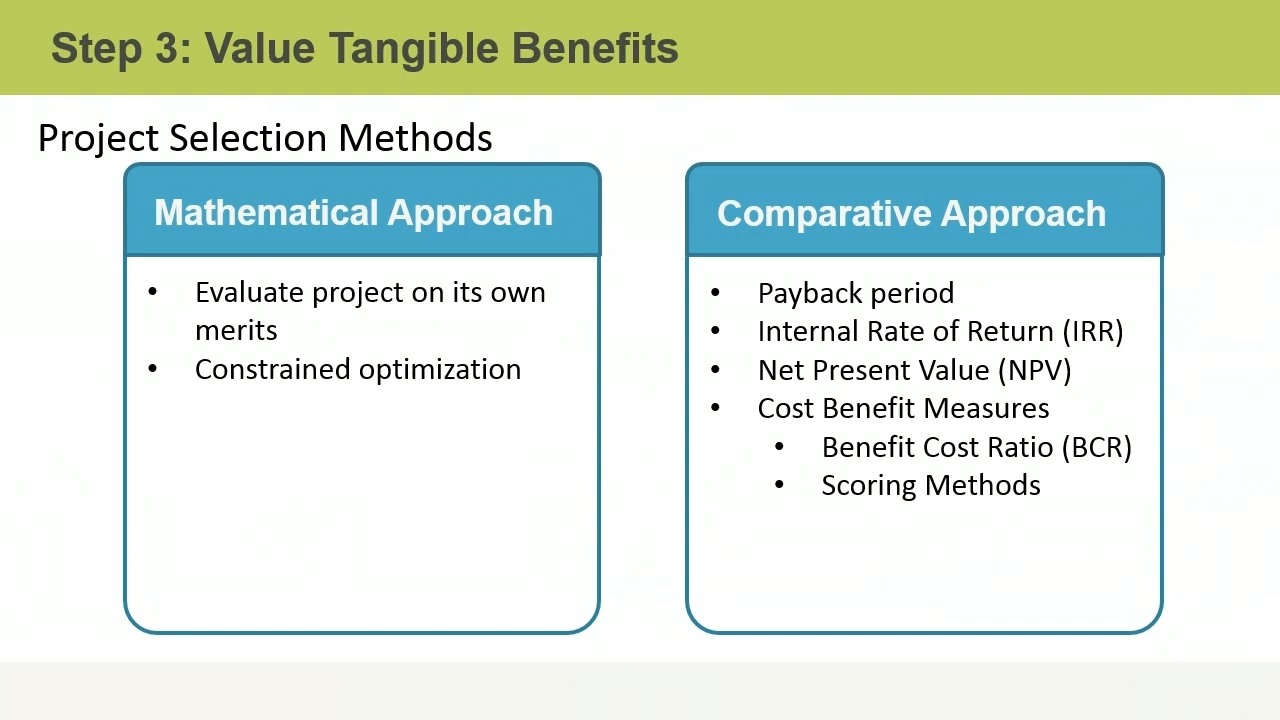 Step 3: Value Tangible Benefits
Project Selection Methods
Mathematical Approach
• Evaluate project on its own
merits
• Constrained optimization
Comparative Approach
• Payback period
• Internal Rate of Return (IRR)
• Net Present Value (NPV)
• Cost Benefit Measures
• Benefit Cost Ratio (BCR)
• Scoring Methods